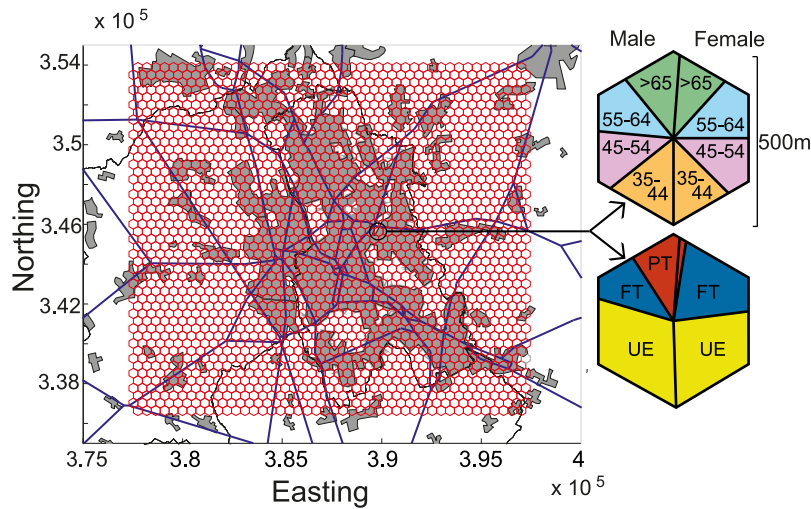 x 10 5
Male Female
3.54
3.5
3.46
3.42
3.38
Northing
3.75 3.8 3.85 3.9 3.95 4
x 10 5
Easting
>65 >65
55-64 55-64
45-54 45-54
35-44 35-44
500m
PT
FT FT
UE UE